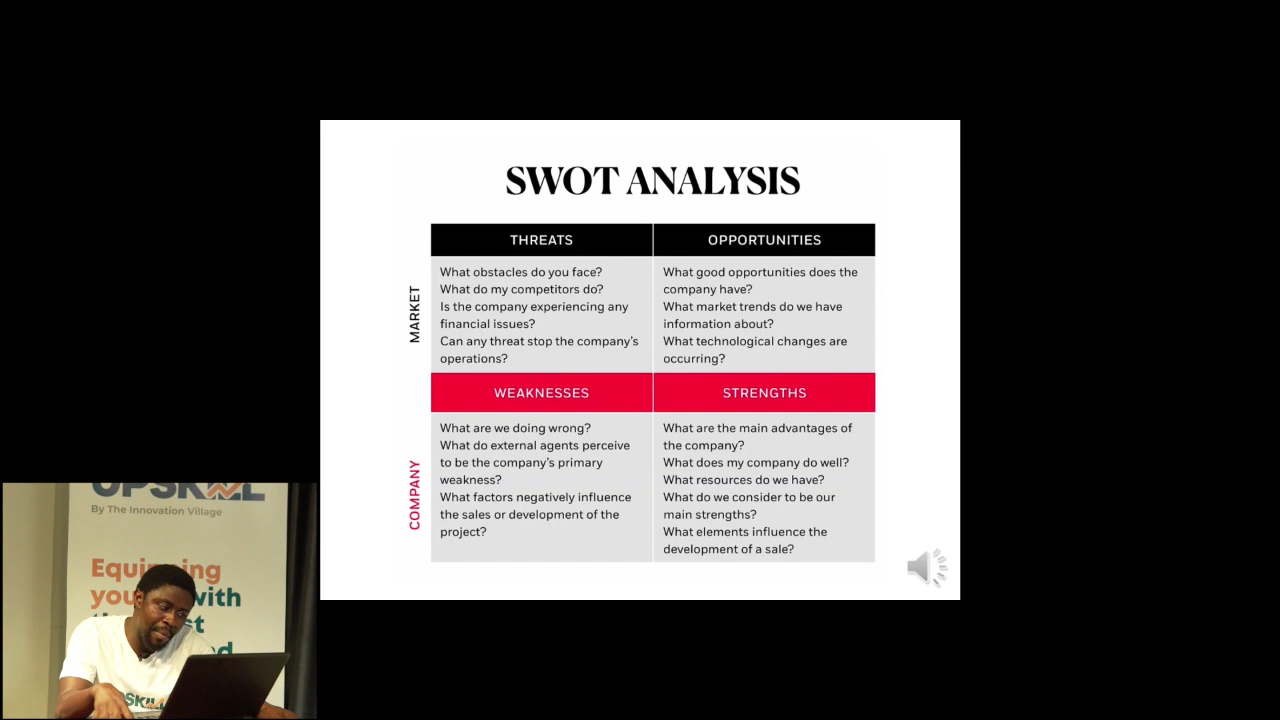 SWOT ANALYSIS
MARKET
THREATS
What obstacles do you face?
What do my competitors do?
Is the company experiencing any
financial issues?
Can any threat stop the company's
operations?
OPPORTUNITIES
What good opportunities does the
company have?
What market trends do we have
information about?
What technological changes are
occurring?
COMPANY
WEAKNESSES
What are we doing wrong?
What do external agents perceive
to be the company's primary
weakness?
What factors negatively influence
the sales or development of the
project?
STRENGTHS
What are the main advantages of
the company?
What does my company do well?
What resources do we have?
What do we consider to be our
main strengths?
What elements influence the
development of a sale?
UPSKILL
By The Innovation Village
with
UPSKILL